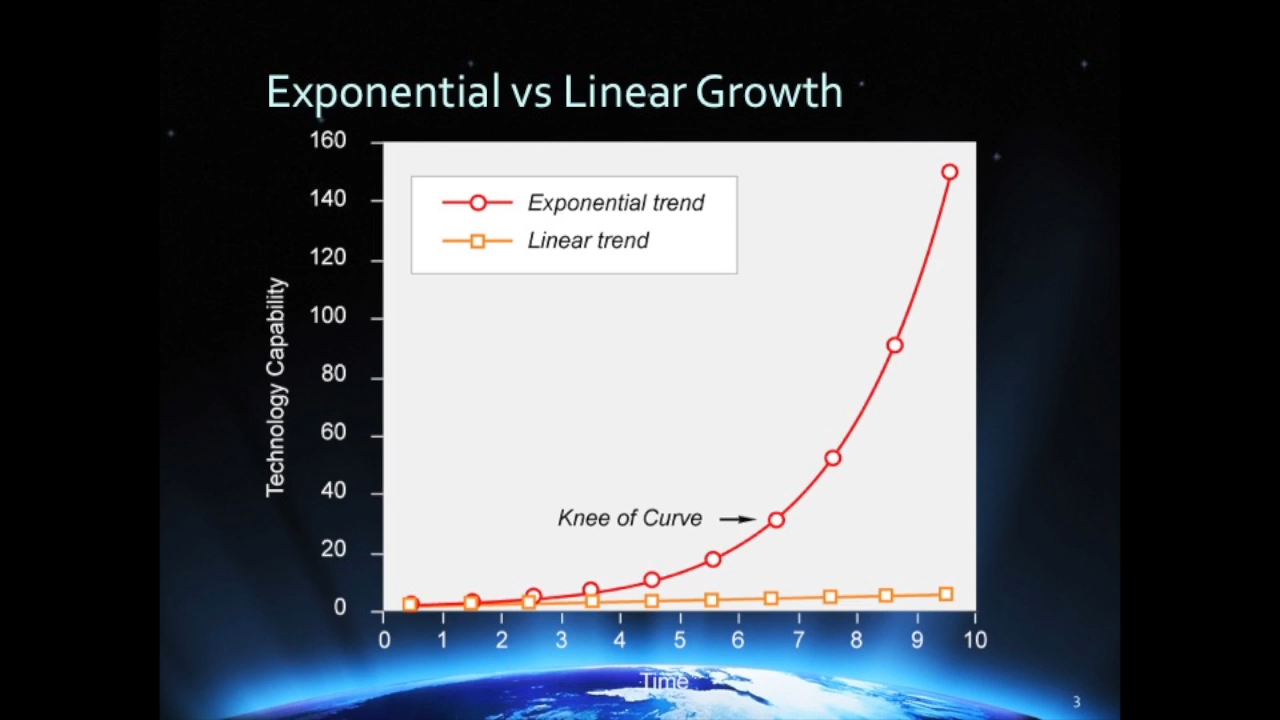 Exponential vs Linear Growth
Technology Capability
160
140
120
100
80
60
40
20
0
Exponential trend
Linear trend
Knee of Curve
0 1 2 3 4 5 6 7 8 9 10
Time
3